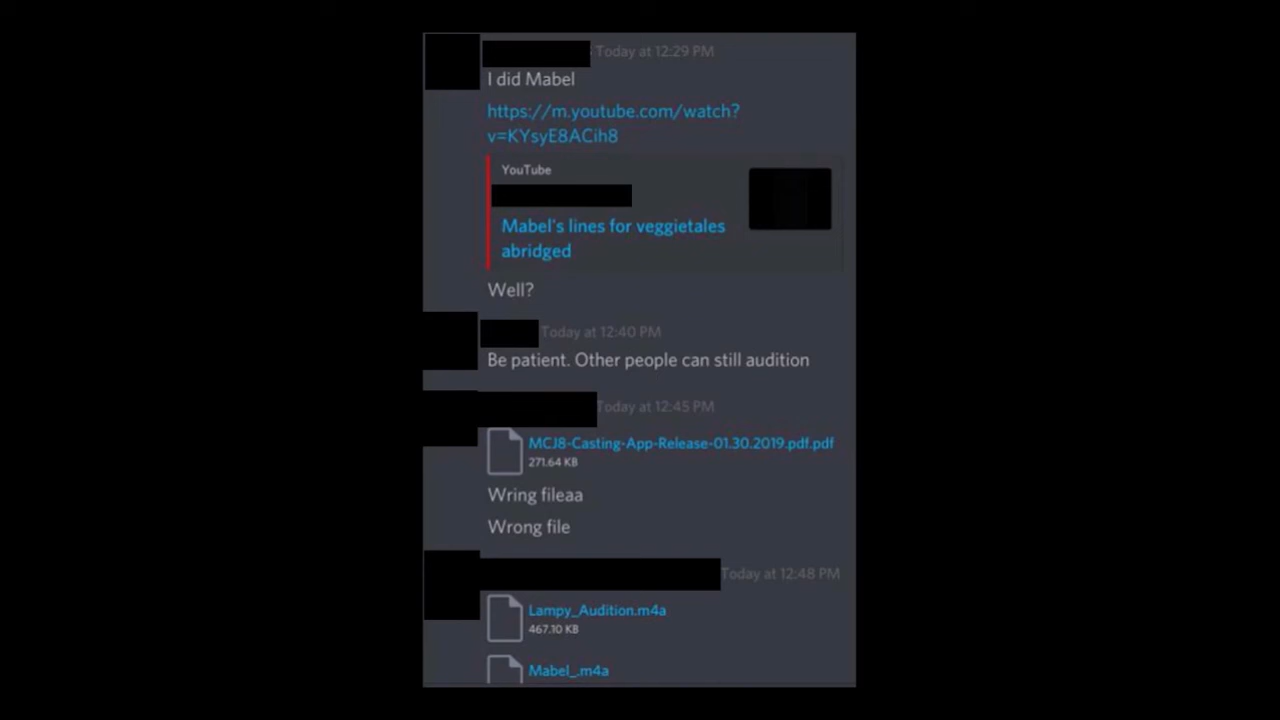 Today at 12:29 PM
I did Mabel
https://m.youtube.com/watch?
v=KYsyE8ACih8
YouTube
Mabel's lines for veggietales
abridged
Well?
Today at 12:40 PM
Be patient. Other people can still audition
Today at 12:45 PM
MCJ8-Casting-App-Release-01.30.2019.pdf.pdf
271.64 KB
Wring fileaa
Wrong file
Today at 12:48 PM
Lampy_Audition.m4a
467.10 KB
Mabel_.m4a